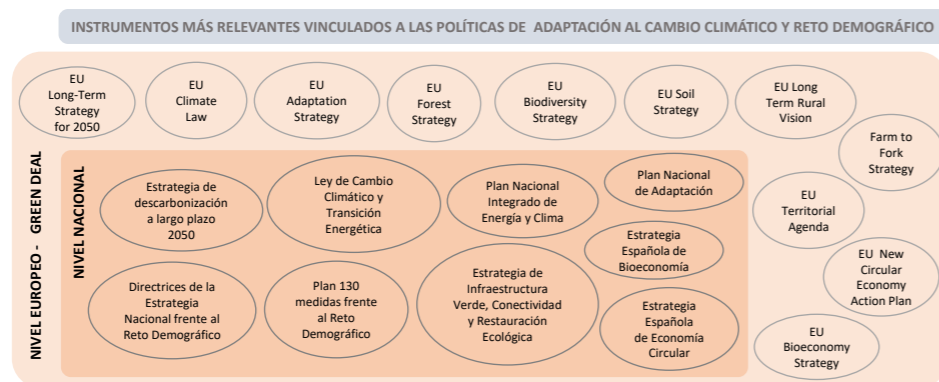 INSTRUMENTOS MÁS RELEVANTES VINCULADOS A LAS POLÍTICAS DE ADAPTACIÓN AL CAMBIO CLIMÁTICO Y RETO DEMOGRÁFICO
NIVEL EUROPEO - GREEN DEAL
EU
Long-Term
Strategy
for 2050
EU
Climate
Law
EU
Adaptation
Strategy
EU
Forest
Strategy
EU
Biodiversity
Strategy
EU Soil
Strategy
EU Long
Term Rural
Vision
Farm to
Fork
Strategy
EU
Territorial
Agenda
EU New
Circular
Economy
Action Plan
EU
Bioeconomy
Strategy
NIVEL NACIONAL
Estrategia de
descarbonización
a largo plazo
2050
Ley de Cambio
Climático y
Transición
Energética
Plan Nacional
Integrado de
Energía y Clima
Plan Nacional
de Adaptación
Estrategia
Española de
Bioeconomía
Directrices de la
Estrategia
Nacional frente al
Reto Demográfico
Plan 130
medidas frente
al Reto
Demográfico
Estrategia de
Infraestructura
Verde, Conectividad
y Restauración
Ecológica
Estrategia
Española
de Economía
Circular